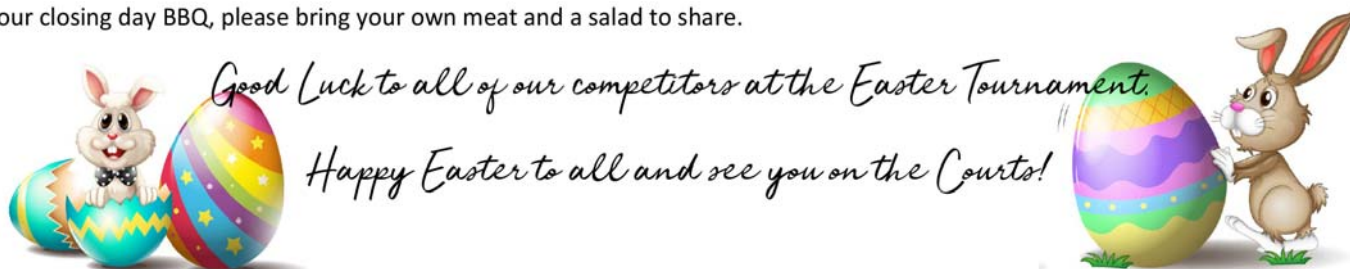 our closing day BBQ, please bring your own meat and a salad to share.
Good Luck to all of our competitors at the Easter Tournament.
Happy Easter to all and see you on the Courts!